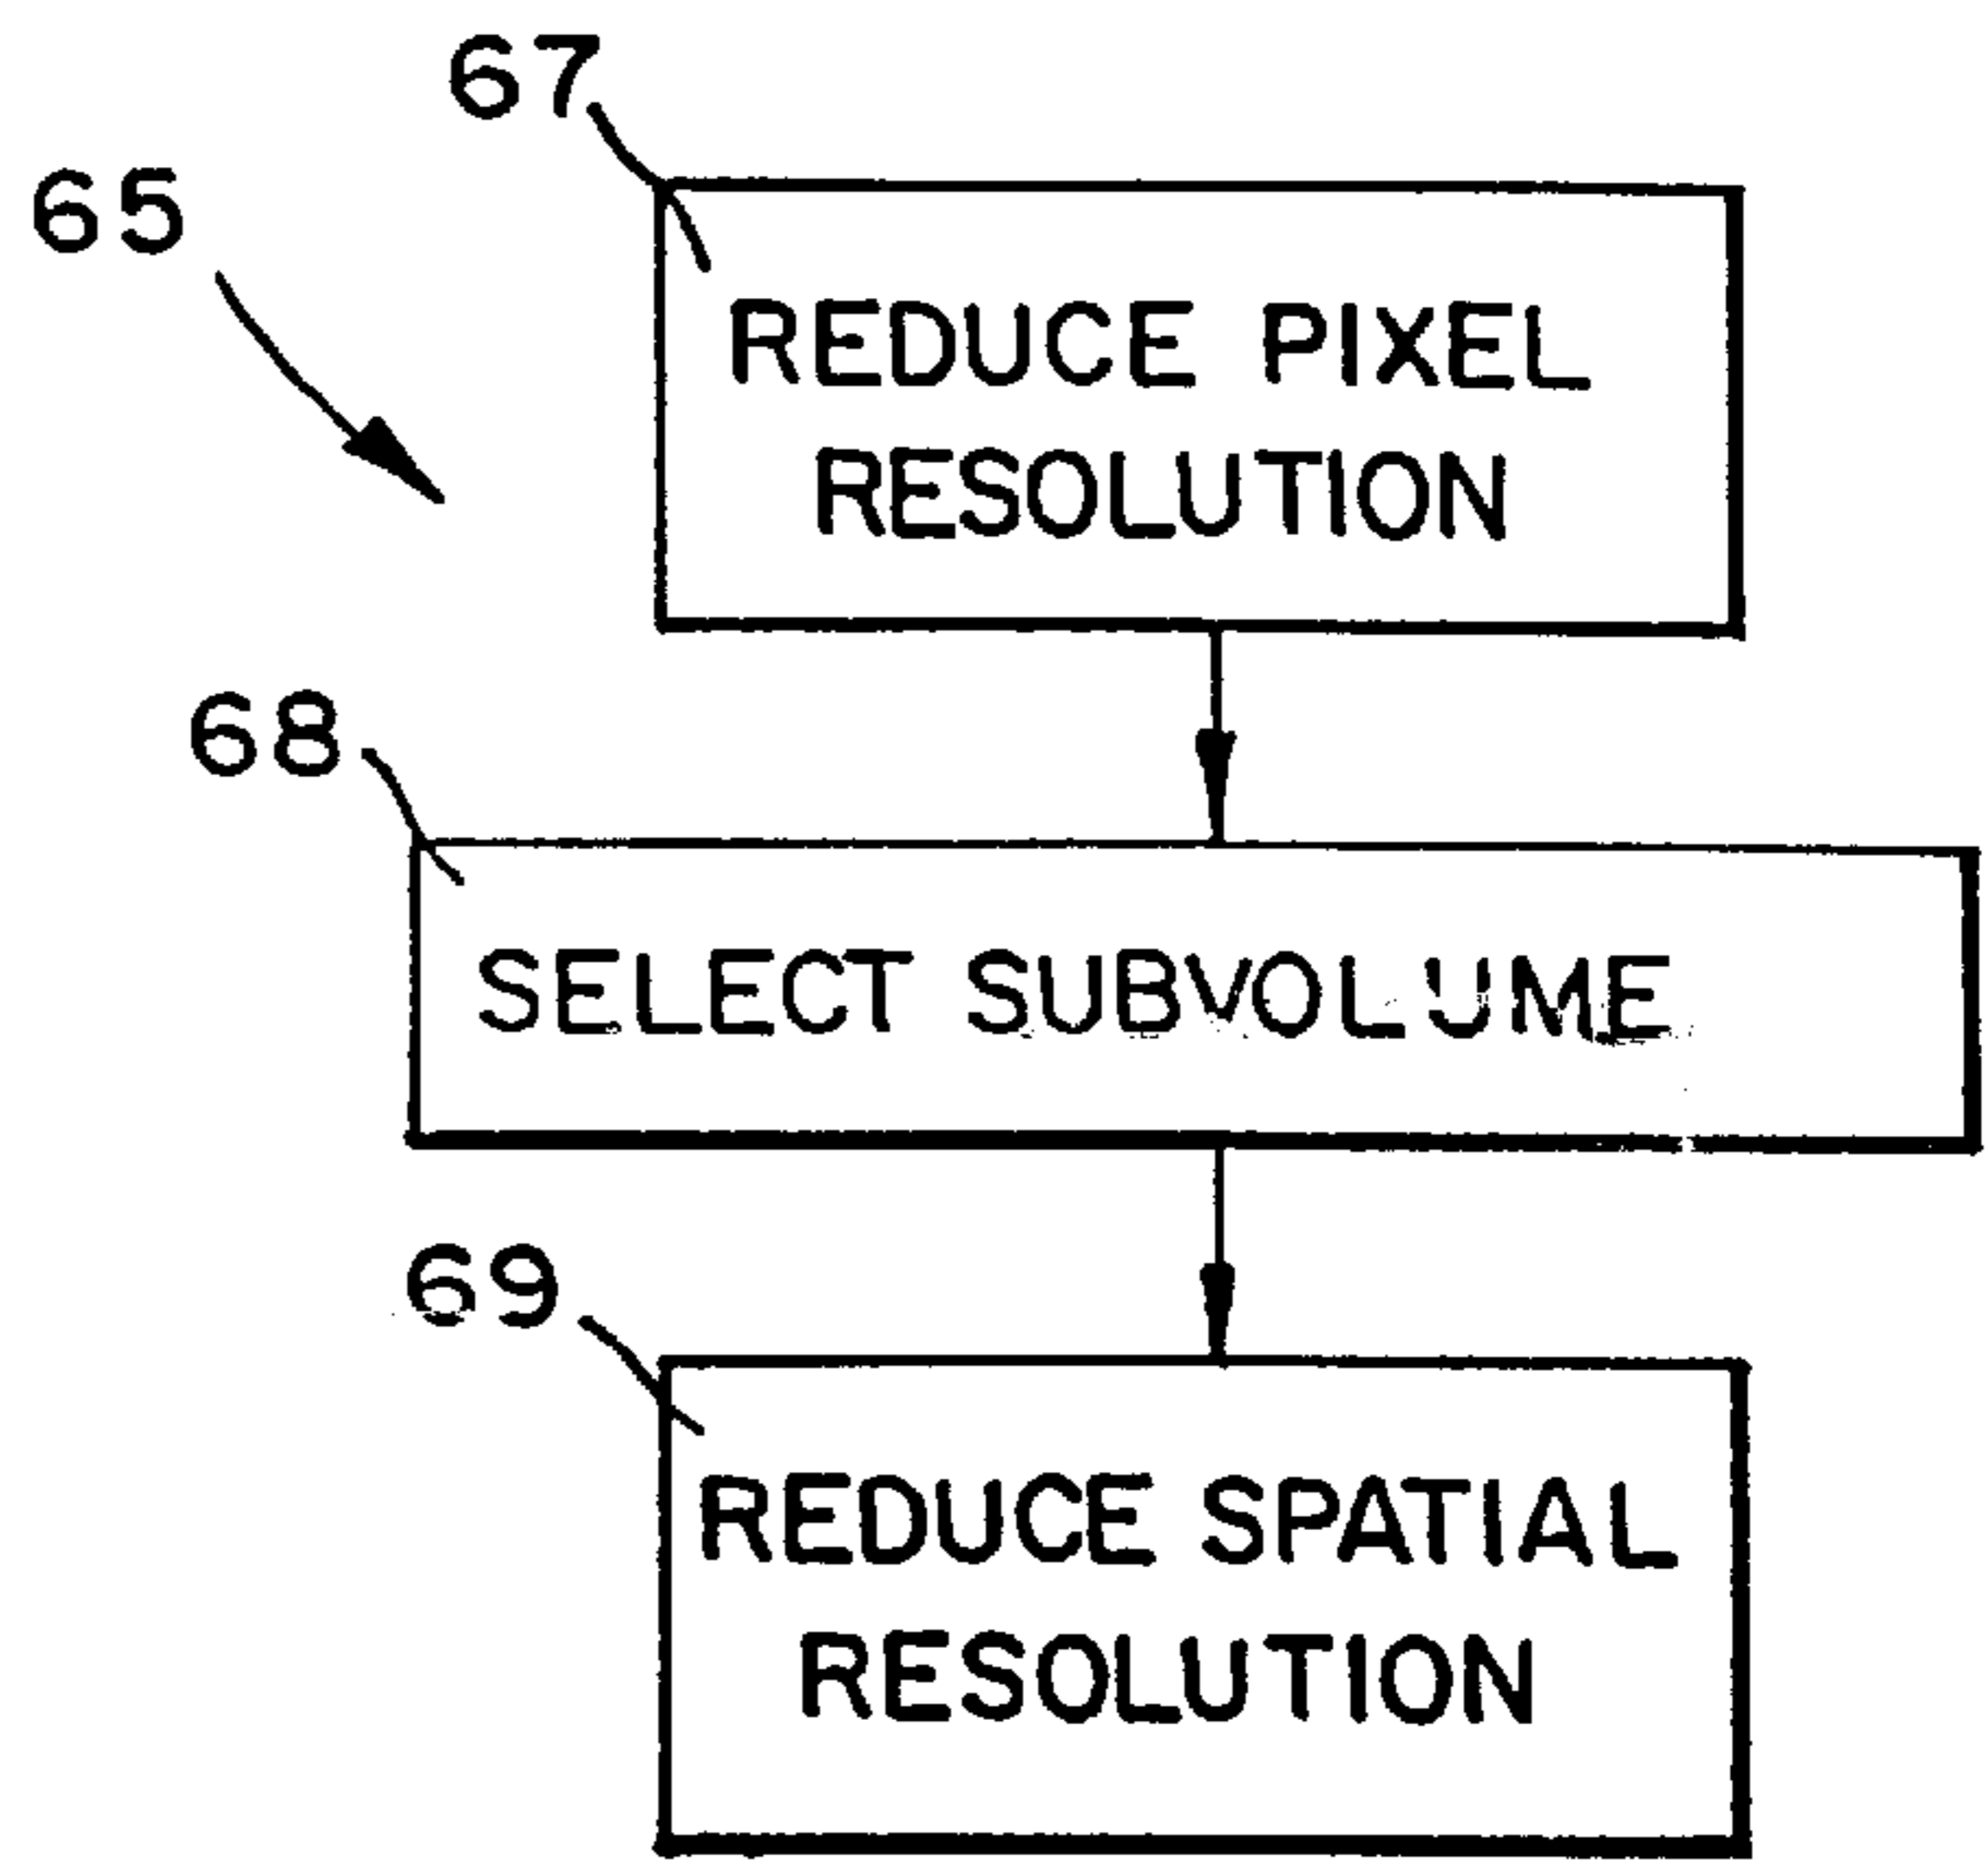 67
65
REDUCE PIXEL
RESOLUTION
68
SELECT SUBVOLUME
69
REDUCE SPATIAL
RESOLUTION